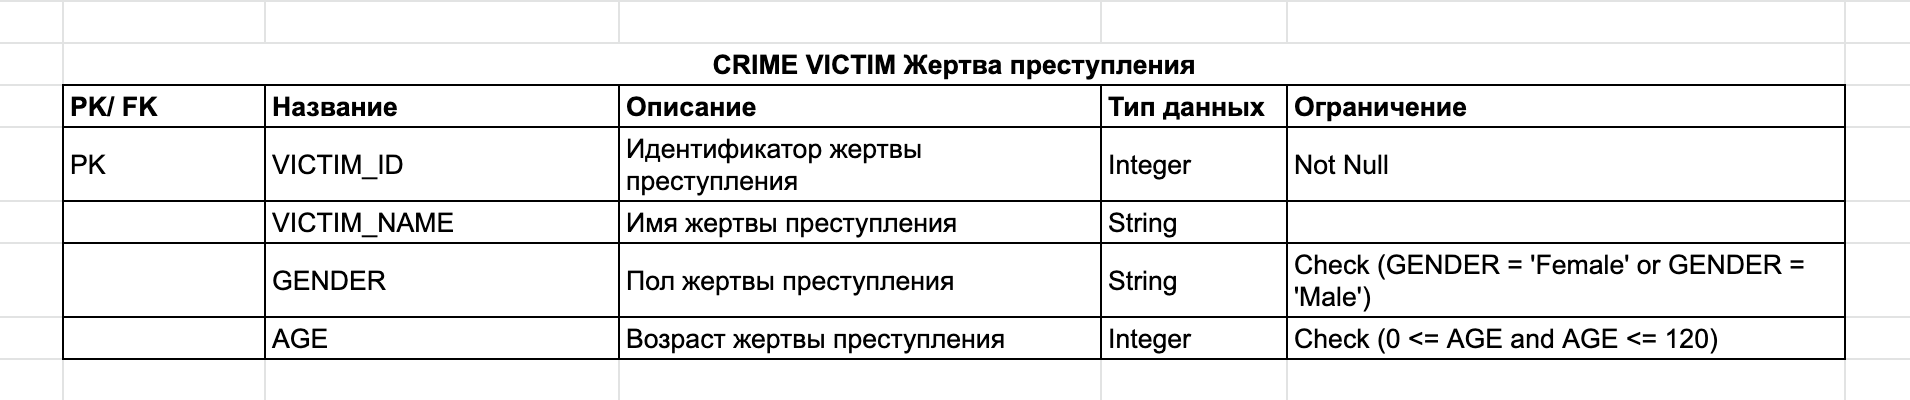 CRIME VICTIM Жертва преступления
PK/ FK Название Описание Тип данных Ограничение
PK VICTIM_ID Идентификатор жертвы преступления Integer Not Null
VICTIM_NAME Имя жертвы преступления String
GENDER Пол жертвы преступления String Check (GENDER = 'Female' or GENDER = 'Male')
AGE Возраст жертвы преступления Integer Check (0 <= AGE and AGE <= 120)